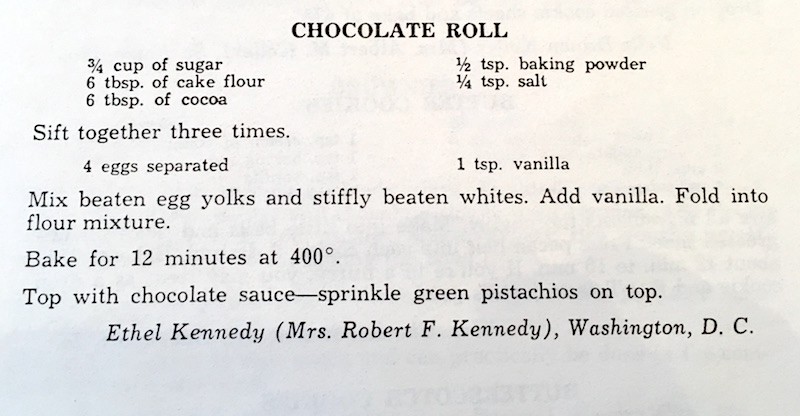 CHOCOLATE ROLL
¾ cup of sugar ½ tsp. baking powder
6 tbsp. of cake flour ¼ tsp. salt
6 tbsp. of cocoa
Sift together three times.
4 eggs separated 1 tsp. vanilla
Mix beaten egg yolks and stiffly beaten whites. Add vanilla. Fold into
flour mixture.
Bake for 12 minutes at 400°.
Top with chocolate sauce—sprinkle green pistachios on top.
Ethel Kennedy (Mrs. Robert F. Kennedy), Washington, D. C.